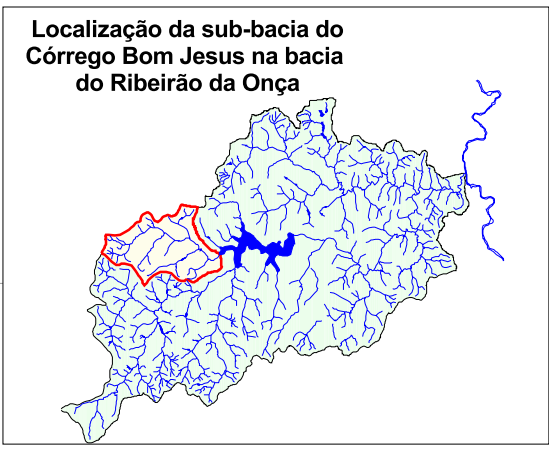 Localização da sub-bacia do
Córrego Bom Jesus na bacia
do Ribeirão da Onça